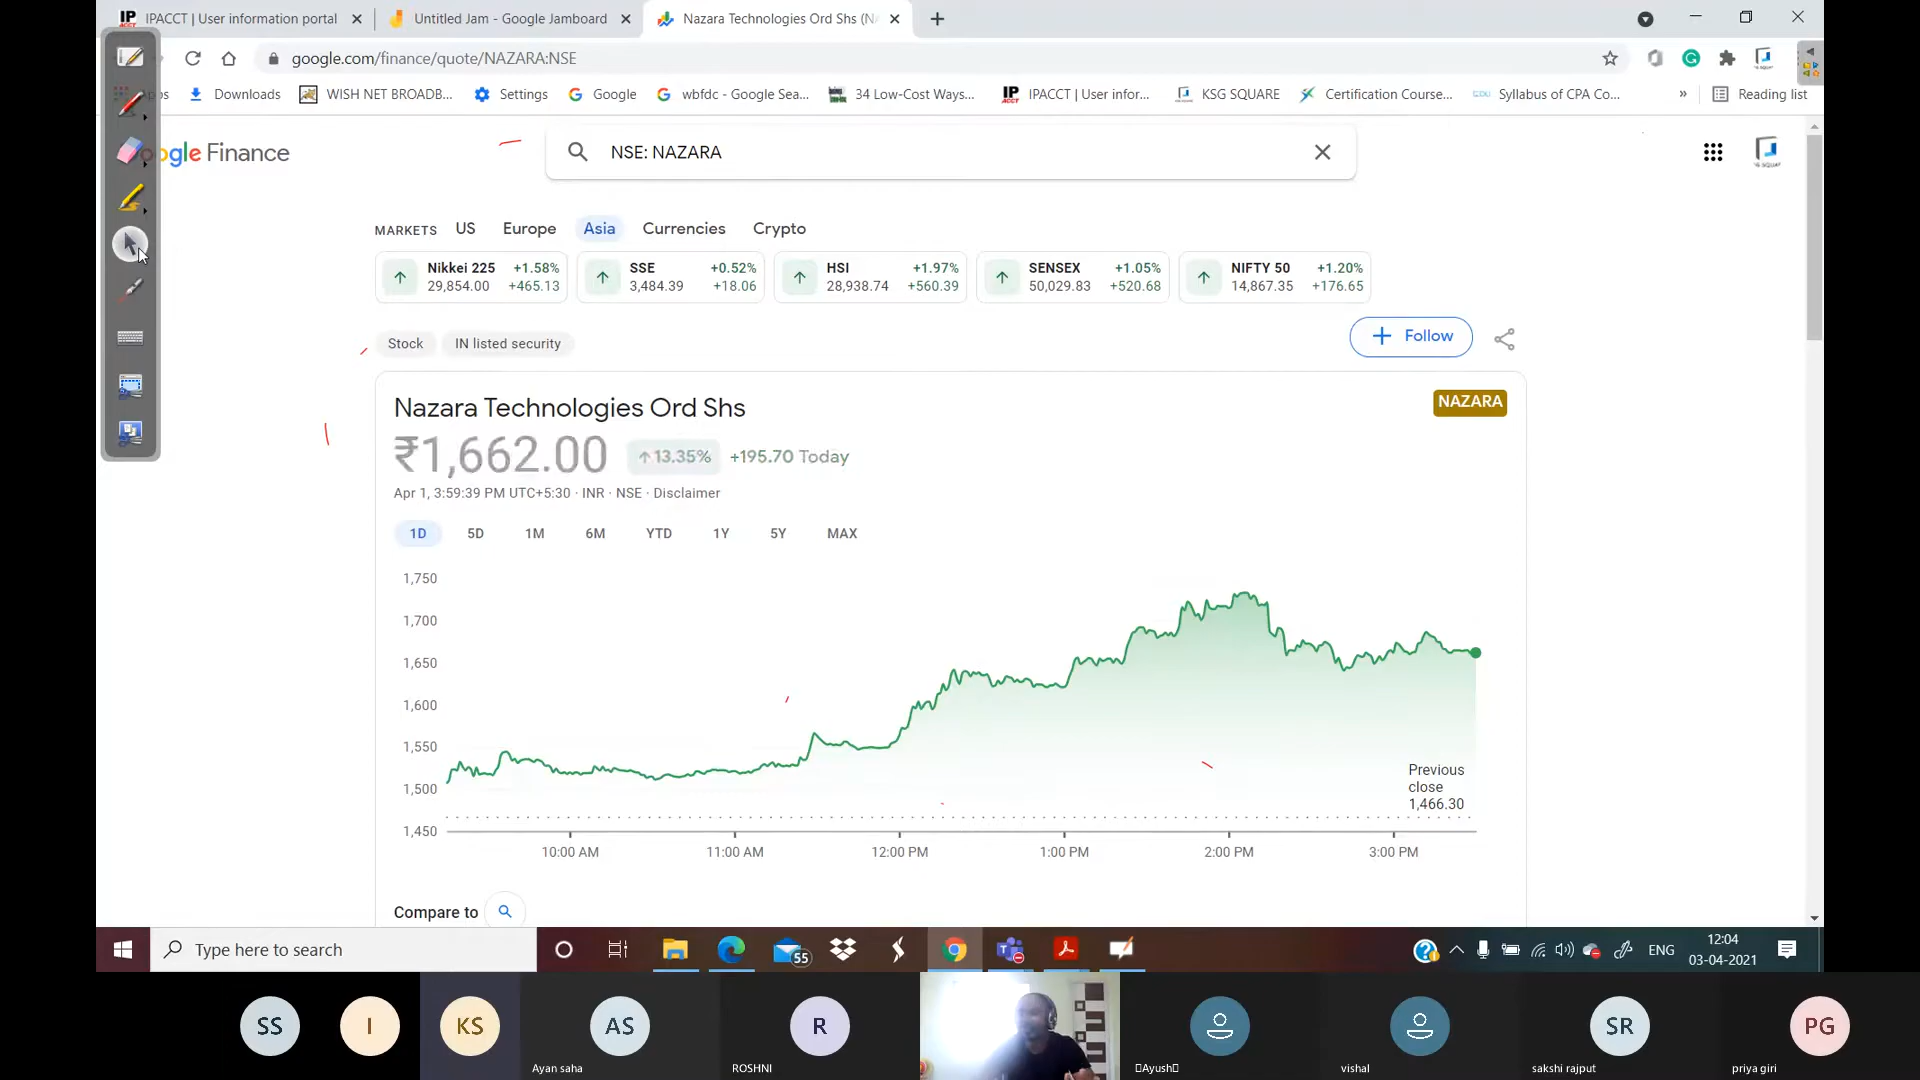 IPACCT | User information portal
Untitled Jam - Google Jamboard
Nazara Technologies Ord Shs (N
google.com/finance/quote/NAZARA:NSE
Downloads
WISH NET BROADB...
Settings
Google
wbfdc - Google Sea...
34 Low-Cost Ways...
IPACCT | User infor...
KSG SQUARE
Certification Course...
Syllabus of CPA Co...
»
Reading list
ogle Finance
NSE: NAZARA
MARKETS US Europe Asia Currencies Crypto
Nikkei 225 +1.58%
29,854.00 +465.13
SSE +0.52%
3,484.39 +18.06
HSI +1.97%
28,938.74 +560.39
SENSEX +1.05%
50,029.83 +520.68
NIFTY 50 +1.20%
14,867.35 +176.65
Stock IN listed security
Follow
Nazara Technologies Ord Shs
NAZARA
₹1,662.00 ↑13.35% +195.70 Today
Apr 1, 3:59:39 PM UTC+5:30 · INR · NSE · Disclaimer
1D 5D 1M 6M YTD 1Y 5Y MAX
1,750
1,700
1,650
1,600
1,550
1,500
1,450
Previous
close
1,466.30
10:00 AM 11:00 AM 12:00 PM 1:00 PM 2:00 PM 3:00 PM
Compare to
Type here to search
55
ENG
12:04
03-04-2021
SS
I
KS
AS
R
SR
PG
Ayan saha
ROSHNI
Ayush
vishal
sakshi rajput
priya giri